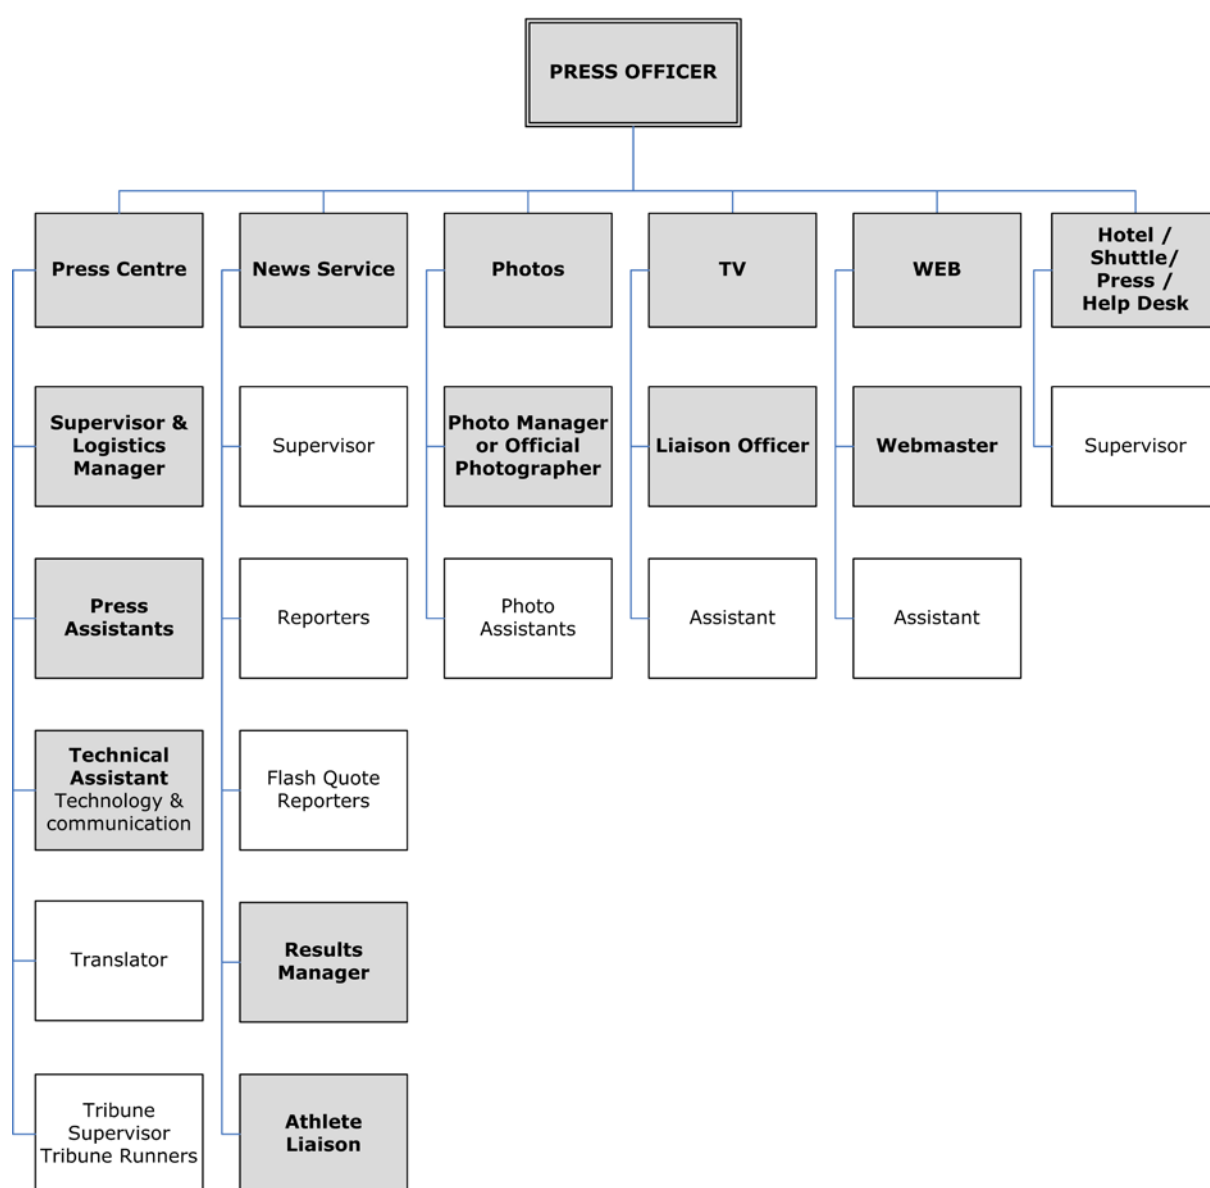 PRESS OFFICER
Press Centre
News Service
Photos
TV
WEB
Hotel /
Shuttle/
Press /
Help Desk
Supervisor &
Logistics
Manager
Supervisor
Photo Manager
or Official
Photographer
Liaison Officer
Webmaster
Supervisor
Press
Assistants
Reporters
Photo
Assistants
Assistant
Assistant
Technical
Assistant
Technology &
communication
Flash Quote
Reporters
Translator
Results
Manager
Tribune
Supervisor
Tribune Runners
Athlete
Liaison